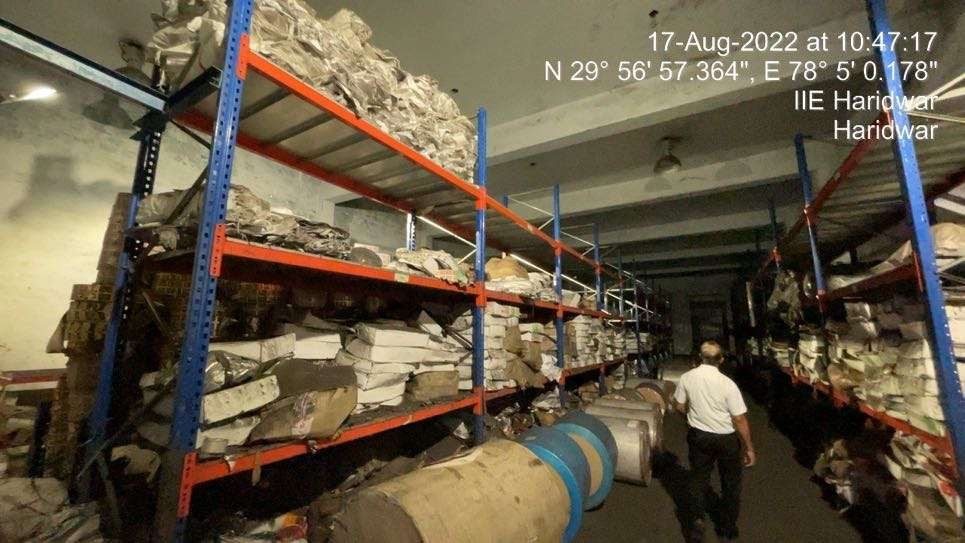 17-Aug-2022 at 10:47:17
N 29° 56' 57.364", E 78° 5' 0.178"
IIE Haridwar
Haridwar